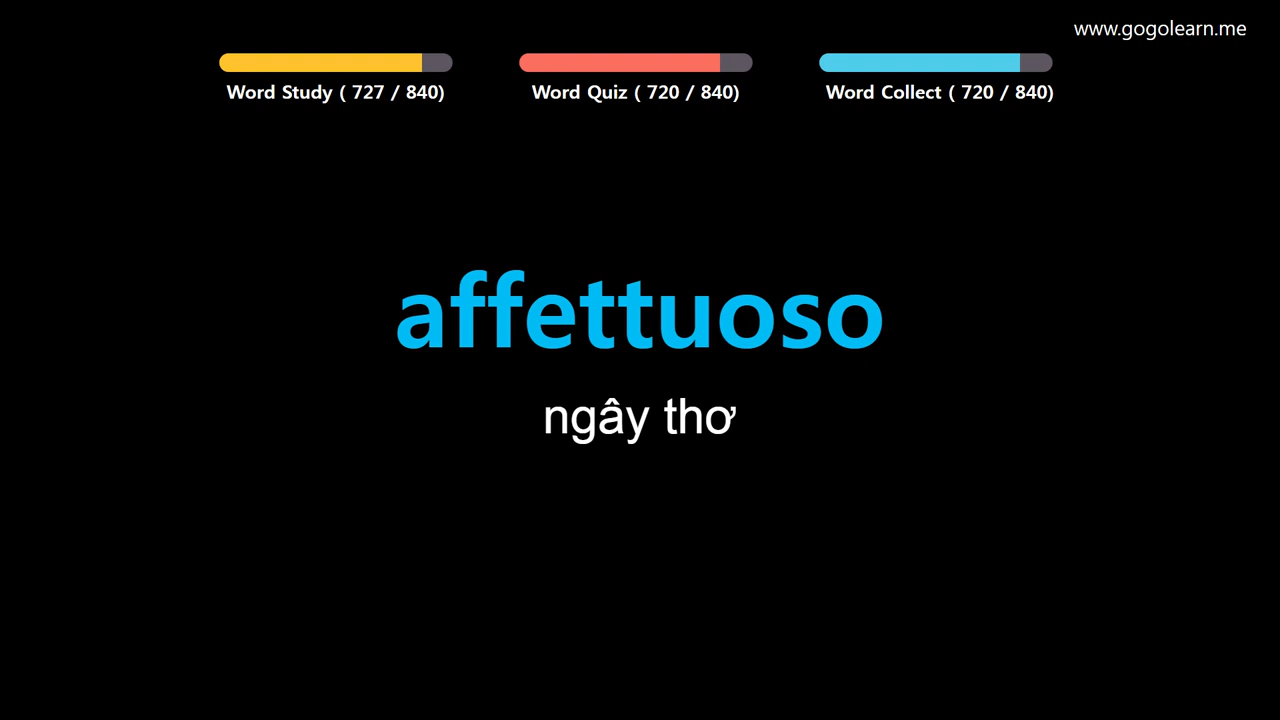 www.gogolearn.me
Word Study ( 727 / 840)
Word Quiz ( 720 / 840)
Word Collect ( 720 / 840)
affettuoso
ngây thơ